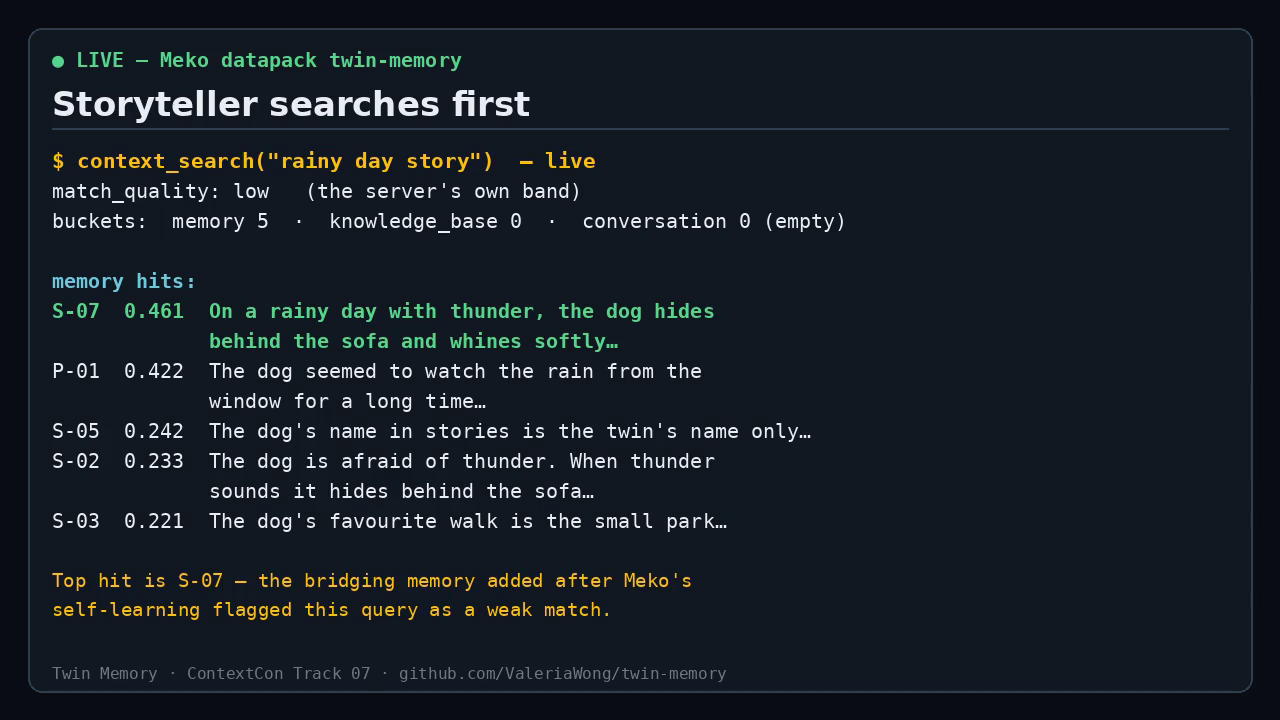 ● LIVE — Meko datapack twin-memory
Storyteller searches first
$ context_search("rainy day story")  — live
match_quality: low   (the server's own band)
buckets:  memory 5  ·  knowledge_base 0  ·  conversation 0 (empty)
memory hits:
S-07  0.461  On a rainy day with thunder, the dog hides
behind the sofa and whines softly…
P-01  0.422  The dog seemed to watch the rain from the
window for a long time…
S-05  0.242  The dog's name in stories is the twin's name only…
S-02  0.233  The dog is afraid of thunder. When thunder
sounds it hides behind the sofa…
S-03  0.221  The dog's favourite walk is the small park…
Top hit is S-07 — the bridging memory added after Meko's
self-learning flagged this query as a weak match.
Twin Memory · ContextCon Track 07 · github.com/ValeriaWong/twin-memory